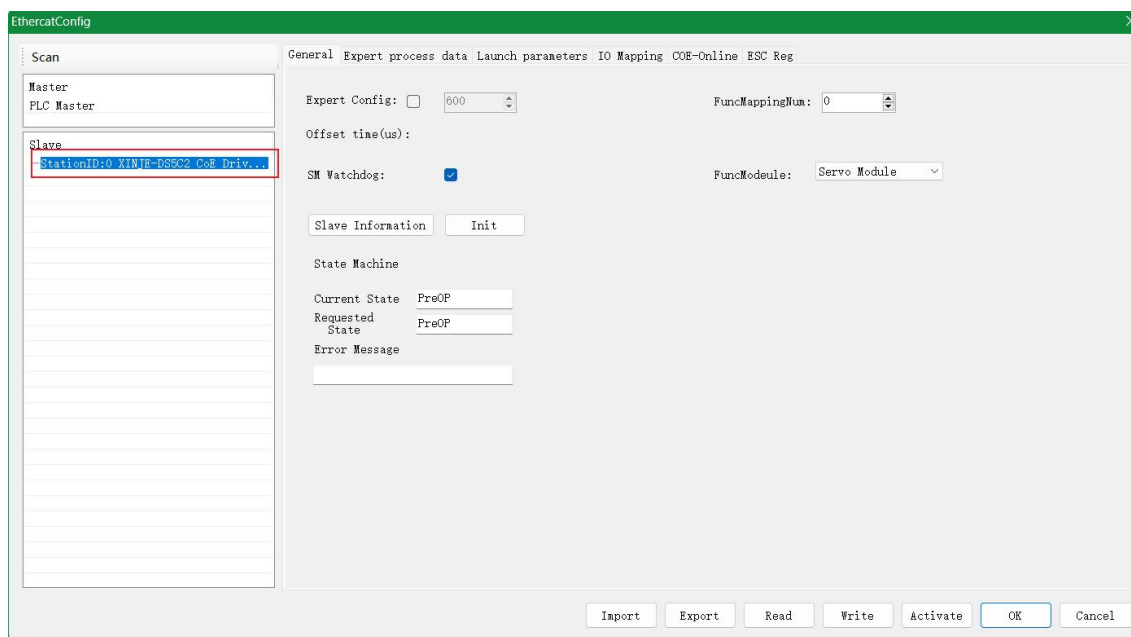 EthercatConfig
Scan
Master
PLC Master
Slave
StationID:0 XINJE-DS5C2 CoE Driv...
General Expert process data Launch parameters IO Mapping COE-Online ESC Reg
Expert Config: 600 FuncMappingNum: 0
Offset time(us):
SM Watchdog: FuncModeule: Servo Module
Slave Information Init
State Machine
Current State PreOP
Requested
State PreOP
Error Message
Import Export Read Write Activate OK Cancel